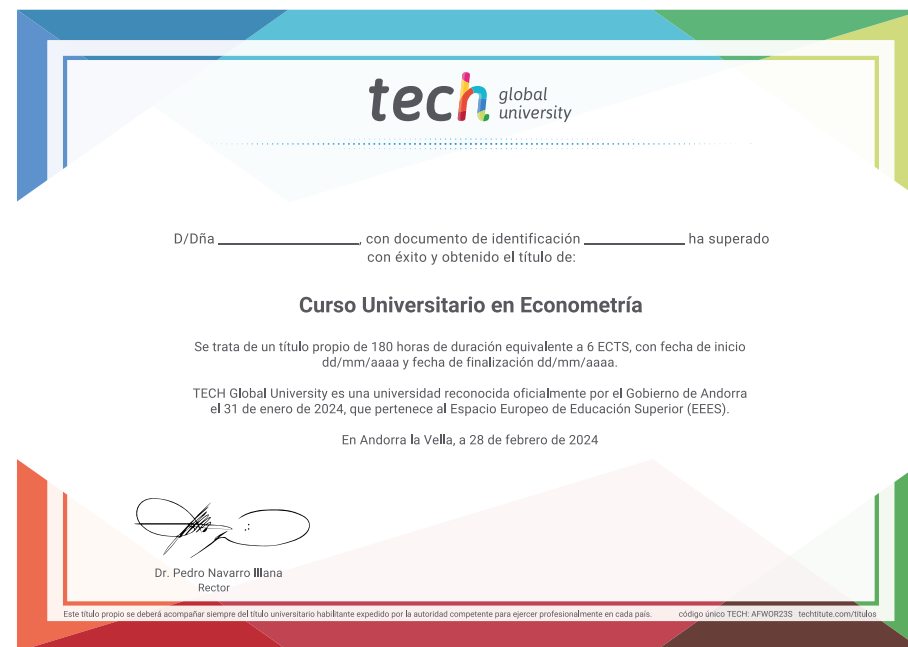 tech global university
D/Dña ____________________, con documento de identificación ______________ ha superado
con éxito y obtenido el título de:
Curso Universitario en Econometría
Se trata de un título propio de 180 horas de duración equivalente a 6 ECTS, con fecha de inicio
dd/mm/aaaa y fecha de finalización dd/mm/aaaa.
TECH Global University es una universidad reconocida oficialmente por el Gobierno de Andorra
el 31 de enero de 2024, que pertenece al Espacio Europeo de Educación Superior (EEES).
En Andorra la Vella, a 28 de febrero de 2024
Dr. Pedro Navarro Illana
Rector
Este título propio se deberá acompañar siempre del título universitario habilitante expedido por la autoridad competente para ejercer profesionalmente en cada país. código único TECH: AFWOR23S techtitute.com/titulos